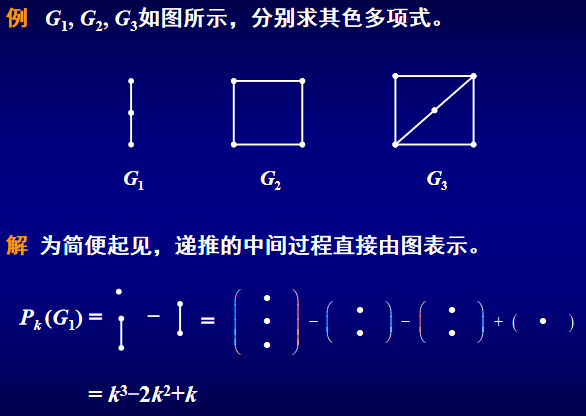 例 G₁, G₂, G₃如图所示，分别求其色多项式。
G₁ G₂ G₃
解 为简便起见，递推的中间过程直接由图表示。
Pₖ(G₁) = − = ( ) − ( ) − ( ) + ( )
= k³−2k²+k